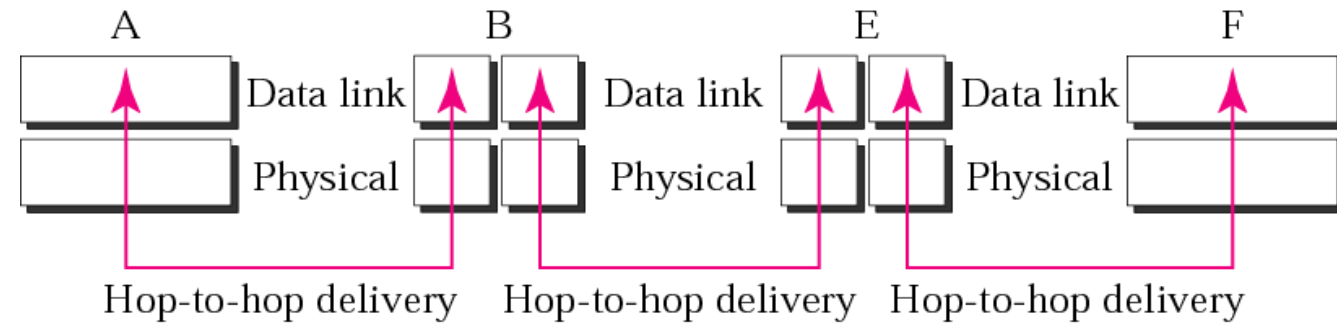 A B E F
Data link Data link Data link
Physical Physical Physical
Hop-to-hop delivery Hop-to-hop delivery Hop-to-hop delivery